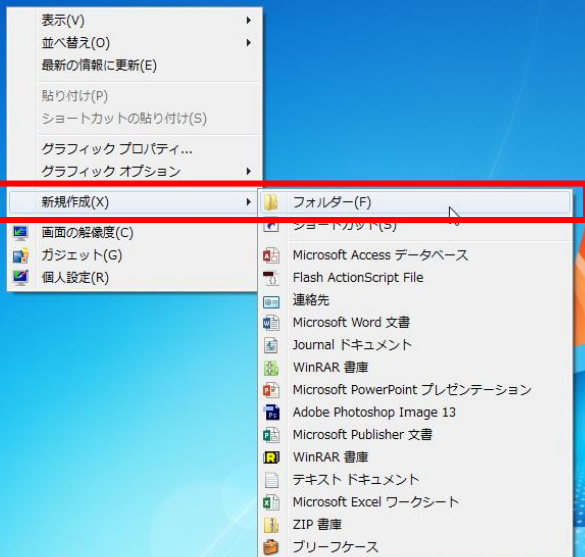 表示(V)
並べ替え(O)
最新の情報に更新(E)
貼り付け(P)
ショートカットの貼り付け(S)
グラフィック プロパティ...
グラフィック オプション
新規作成(X)
画面の解像度(C)
ガジェット(G)
個人設定(R)
フォルダー(F)
ショートカット(S)
Microsoft Access データベース
Flash ActionScript File
連絡先
Microsoft Word 文書
Journal ドキュメント
WinRAR 書庫
Microsoft PowerPoint プレゼンテーション
Adobe Photoshop Image 13
Microsoft Publisher 文書
WinRAR 書庫
テキスト ドキュメント
Microsoft Excel ワークシート
ZIP 書庫
ブリーフケース